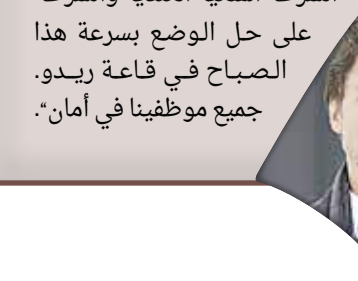 على حل الوضع بسرعة هذا
الصباح في قاعة ريدو.
جميع موظفينا في أمان“.